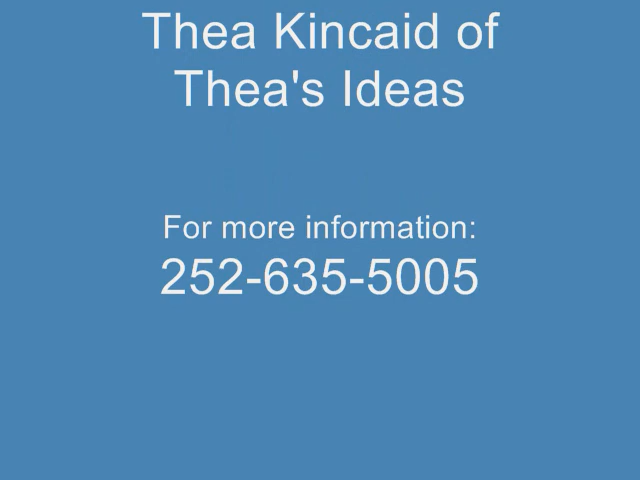 Thea Kincaid of
Thea's Ideas
For more information:
252-635-5005